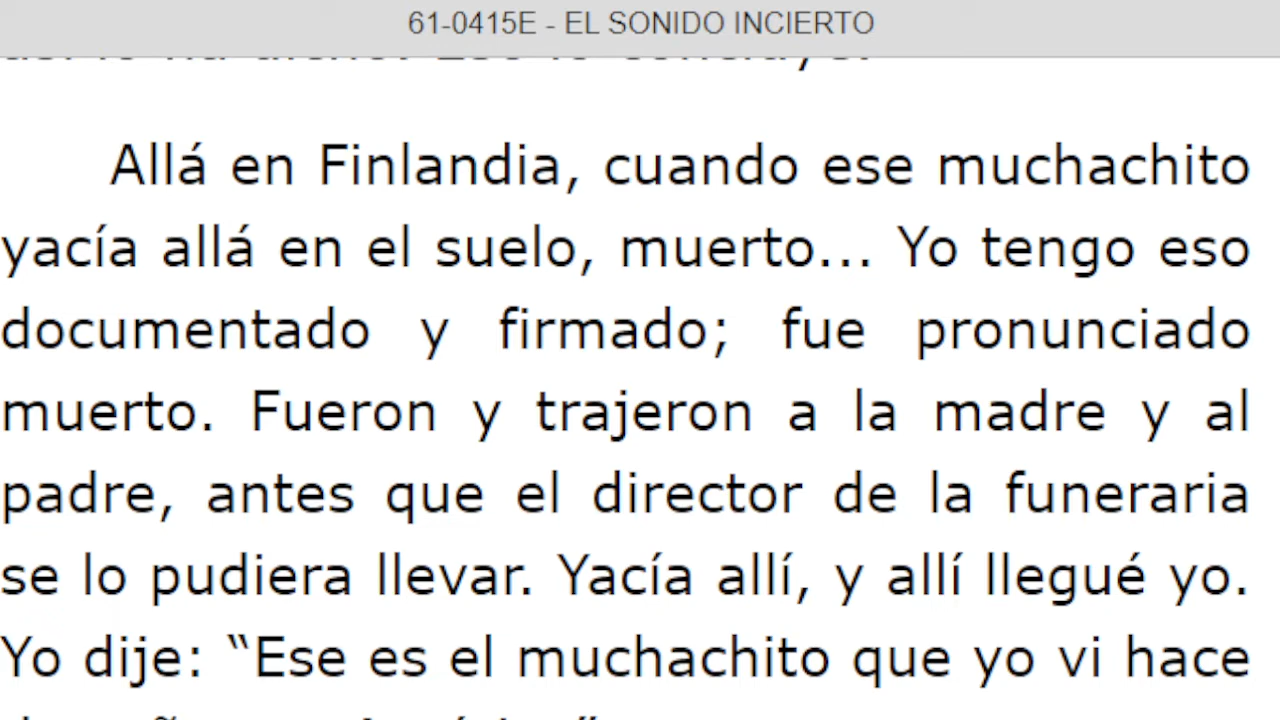 61-0415E - EL SONIDO INCIERTO
Allá en Finlandia, cuando ese muchachito
yacía allá en el suelo, muerto... Yo tengo eso
documentado y firmado; fue pronunciado
muerto. Fueron y trajeron a la madre y al
padre, antes que el director de la funeraria
se lo pudiera llevar. Yacía allí, y allí llegué yo.
Yo dije: “Ese es el muchachito que yo vi hace